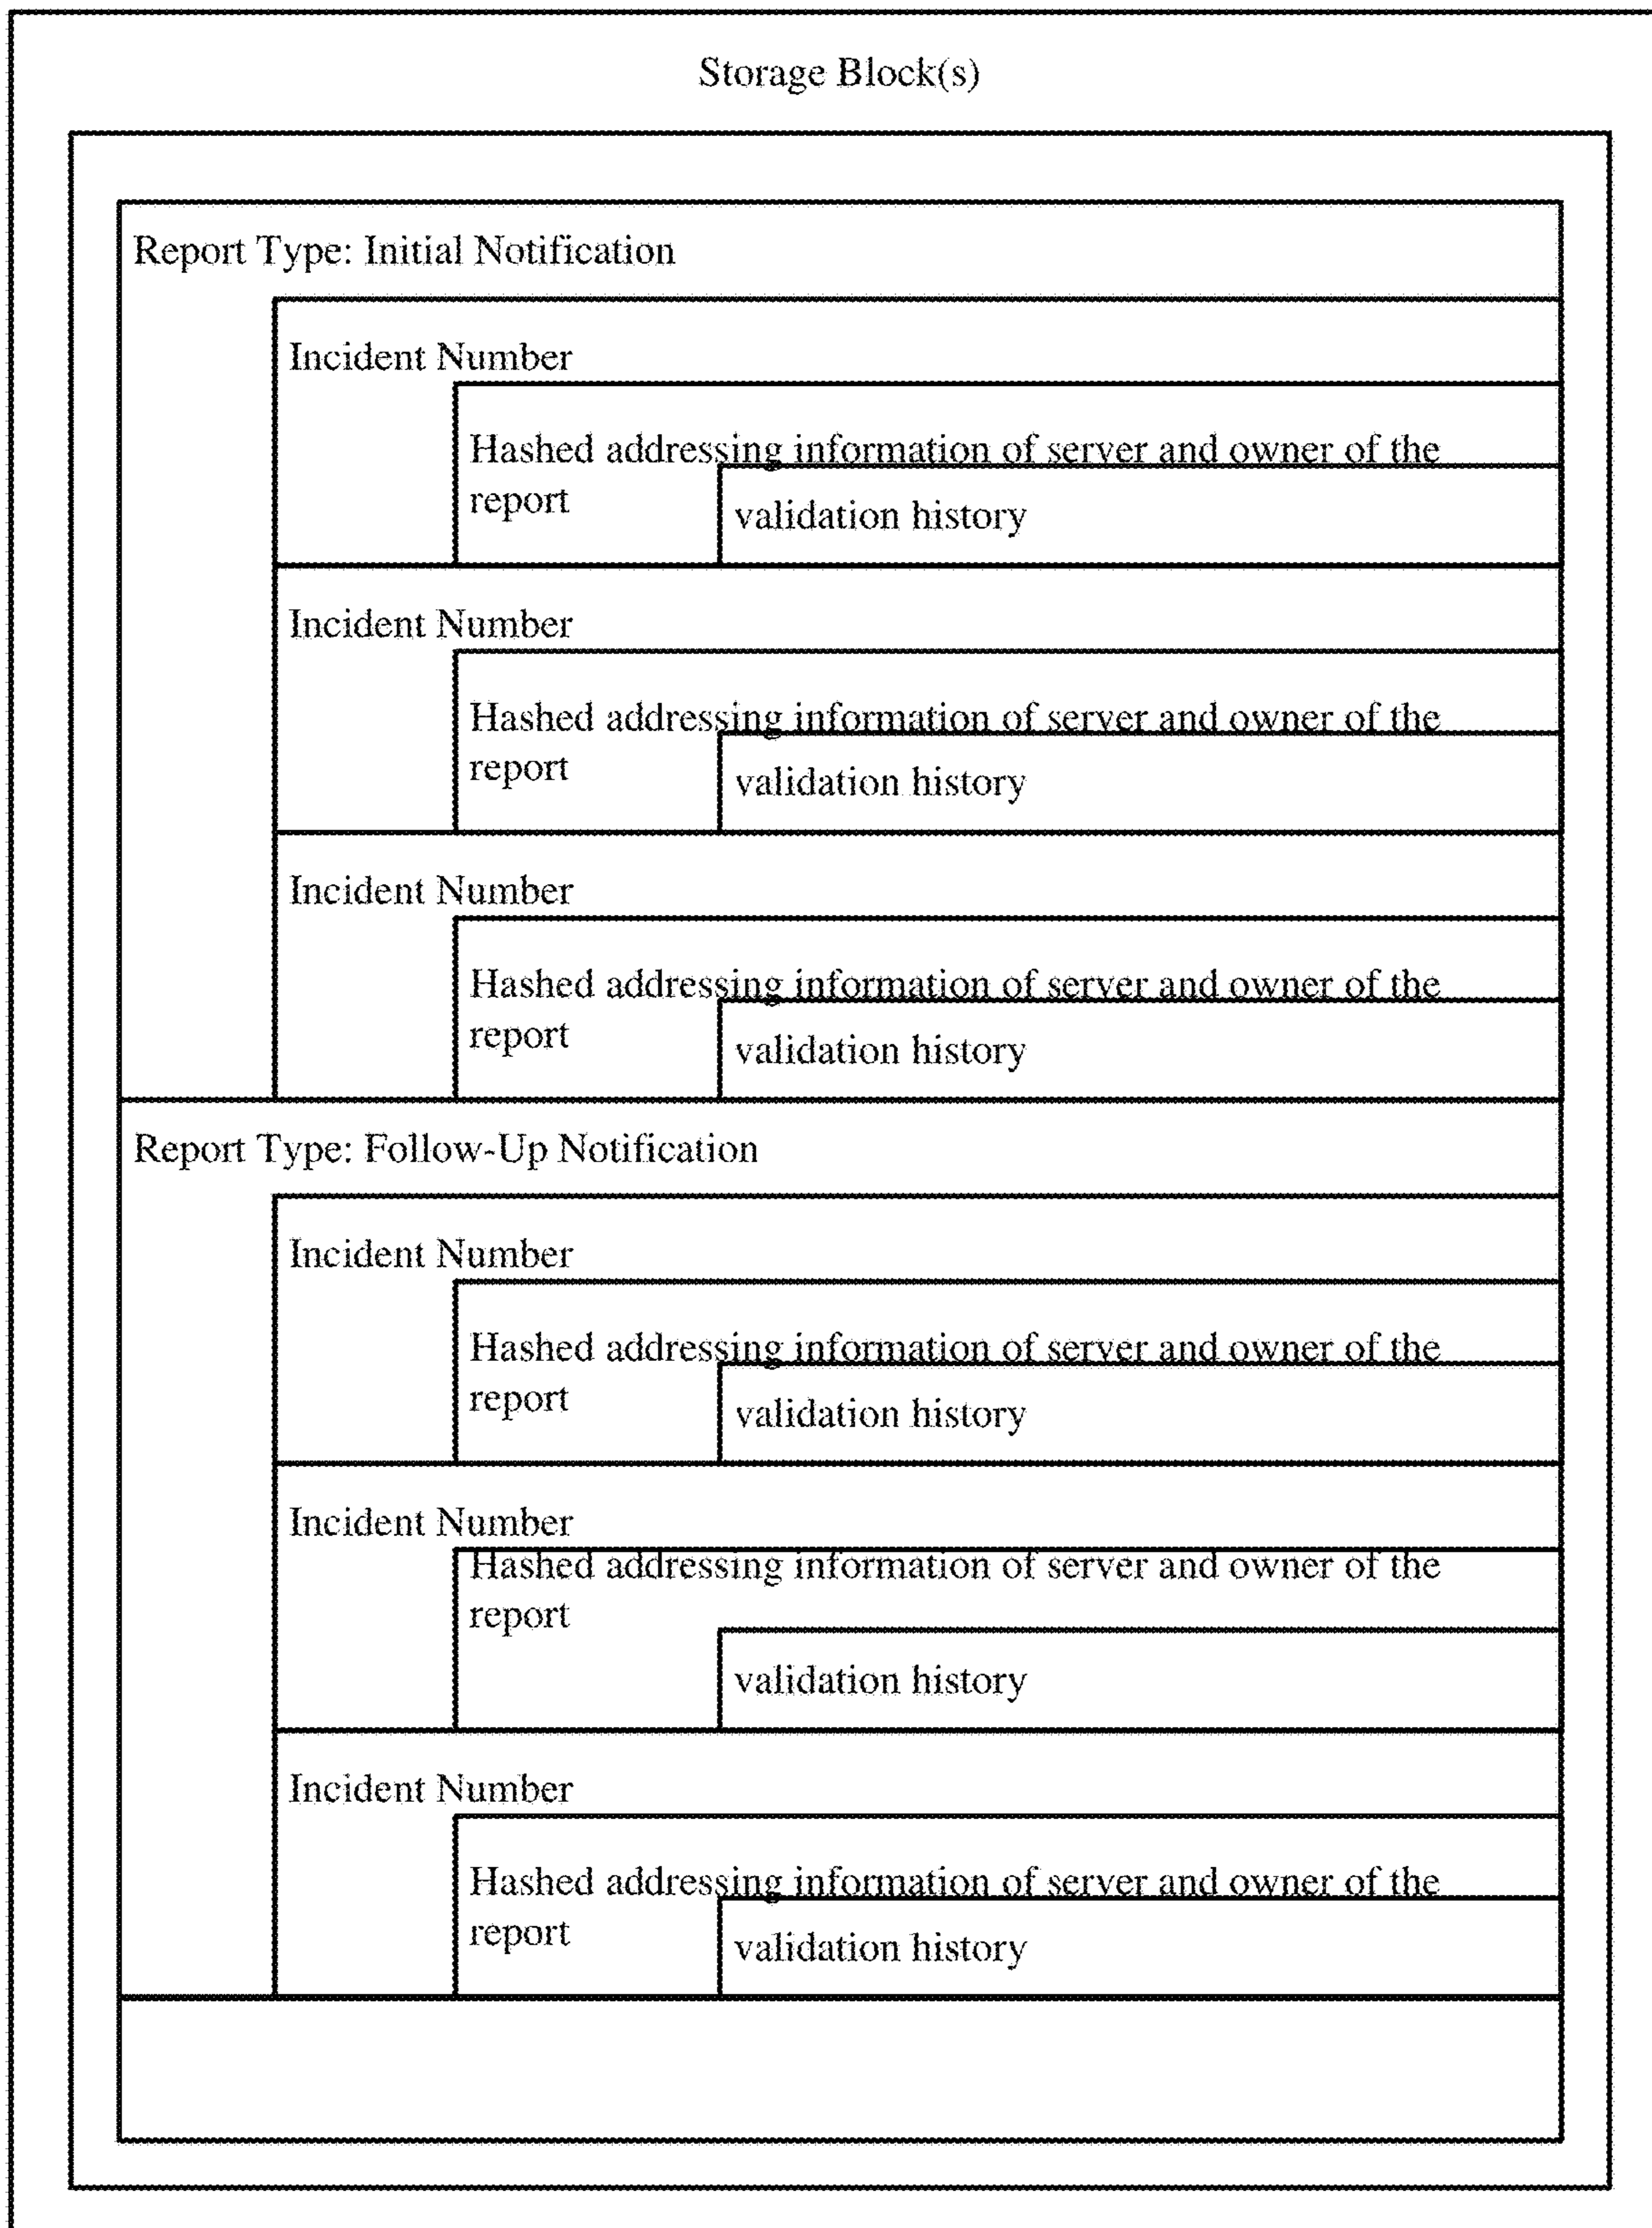 Storage Block(s)
Report Type: Initial Notification
Incident Number
Hashed addressing information of server and owner of the
report
validation history
Incident Number
Hashed addressing information of server and owner of the
report
validation history
Incident Number
Hashed addressing information of server and owner of the
report
validation history
Report Type: Follow-Up Notification
Incident Number
Hashed addressing information of server and owner of the
report
validation history
Incident Number
Hashed addressing information of server and owner of the
report
validation history
Incident Number
Hashed addressing information of server and owner of the
report
validation history